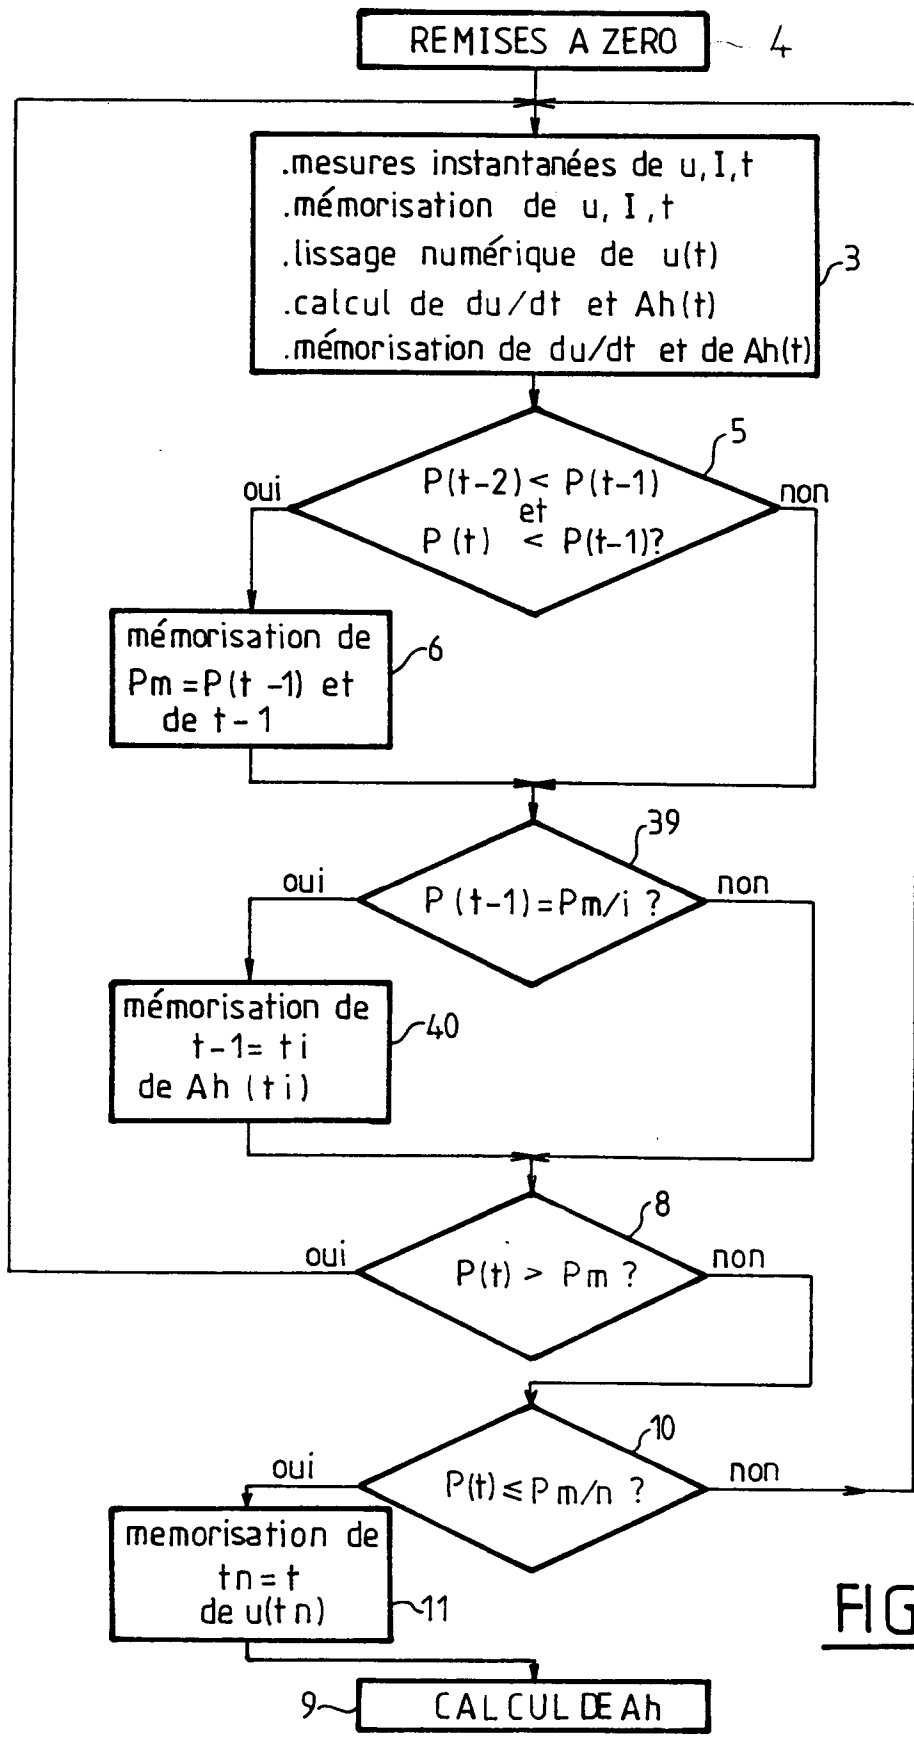 REMISES A ZERO 4
.mesures instantanées de u, I, t
.mémorisation de u, I, t
.lissage numérique de u(t)
.calcul de du/dt et Ah(t)
.mémorisation de du/dt et de Ah(t)
3
5
P(t-2) < P(t-1)
et
P(t) < P(t-1)?
oui
non
mémorisation de
Pm = P(t-1) et
de t-1
6
39
P(t-1) = Pm/i ?
oui
non
mémorisation de
t-1 = ti
de Ah (ti)
40
8
P(t) > Pm ?
oui
non
10
P(t) ≤ Pm/n ?
oui
non
memorisation de
tn = t
de u(tn)
11
FIG
9 CALCUL DE Ah